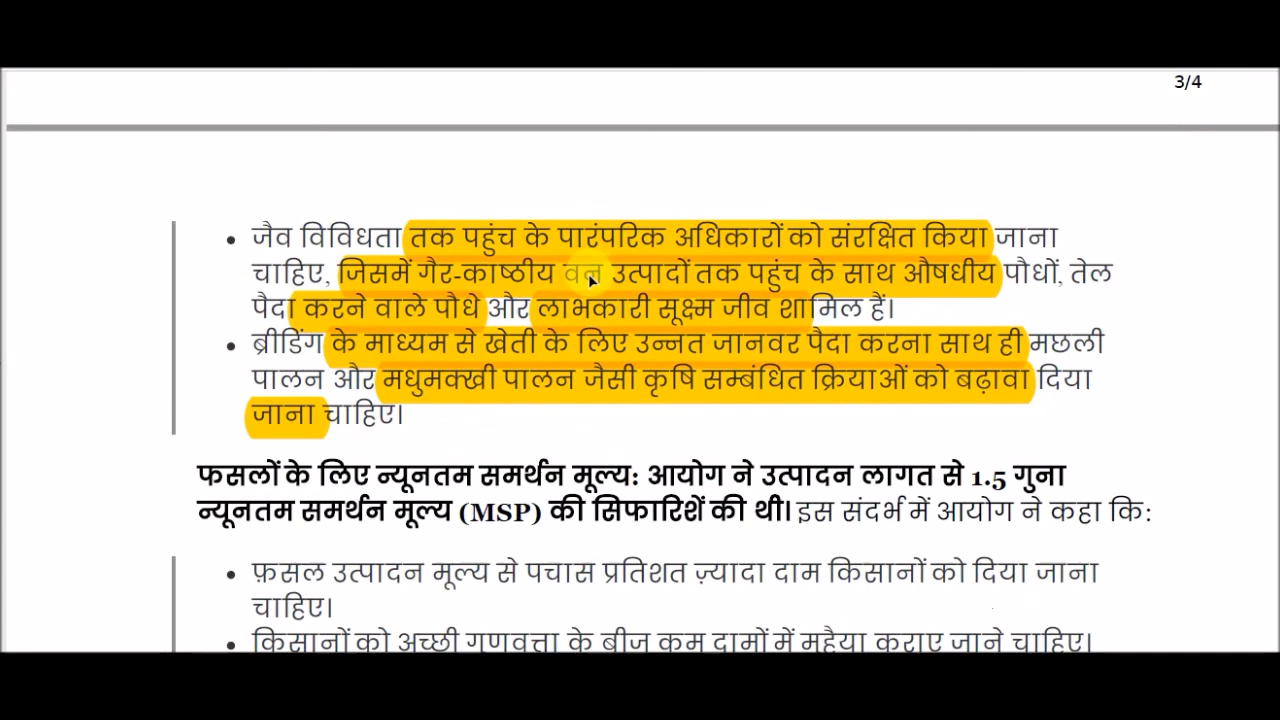 3/4
• जैव विविधता तक पहुंच के पारंपरिक अधिकारों को संरक्षित किया जाना
चाहिए, जिसमें गैर-काष्ठीय वन उत्पादों तक पहुंच के साथ औषधीय पौधों, तेल
पैदा करने वाले पौधे और लाभकारी सूक्ष्म जीव शामिल हैं।
• ब्रीडिंग के माध्यम से खेती के लिए उन्नत जानवर पैदा करना साथ ही मछली
पालन और मधुमक्खी पालन जैसी कृषि सम्बंधित क्रियाओं को बढ़ावा दिया
जाना चाहिए।
फसलों के लिए न्यूनतम समर्थन मूल्य: आयोग ने उत्पादन लागत से 1.5 गुना
न्यूनतम समर्थन मूल्य (MSP) की सिफारिशें की थी। इस संदर्भ में आयोग ने कहा कि:
• फ़सल उत्पादन मूल्य से पचास प्रतिशत ज़्यादा दाम किसानों को दिया जाना
चाहिए।
• किसानों को अच्छी गुणवत्ता के बीज कम दामों में मुहैया कराए जाने चाहिए।